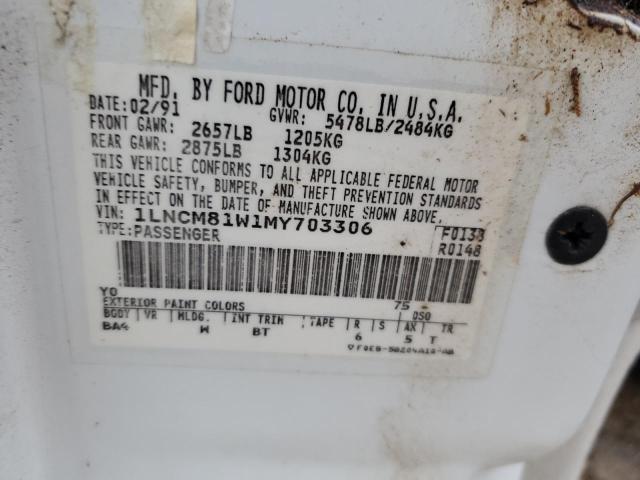 MFD. BY FORD MOTOR CO. IN U.S.A.
DATE: 02/91 GVWR: 5478LB/2484KG
FRONT GAWR: 2657LB 1205KG
REAR GAWR: 2875LB 1304KG
THIS VEHICLE CONFORMS TO ALL APPLICABLE FEDERAL MOTOR
VEHICLE SAFETY, BUMPER, AND THEFT PREVENTION STANDARDS
IN EFFECT ON THE DATE OF MANUFACTURE SHOWN ABOVE.
VIN: 1LNCM81W1MY703306 F0138
TYPE: PASSENGER R0148
YO 75
EXTERIOR PAINT COLORS DSO
BODY VR MLDG. INT TRIM TAPE R S AX TR
BA4 W BT 6 5 T